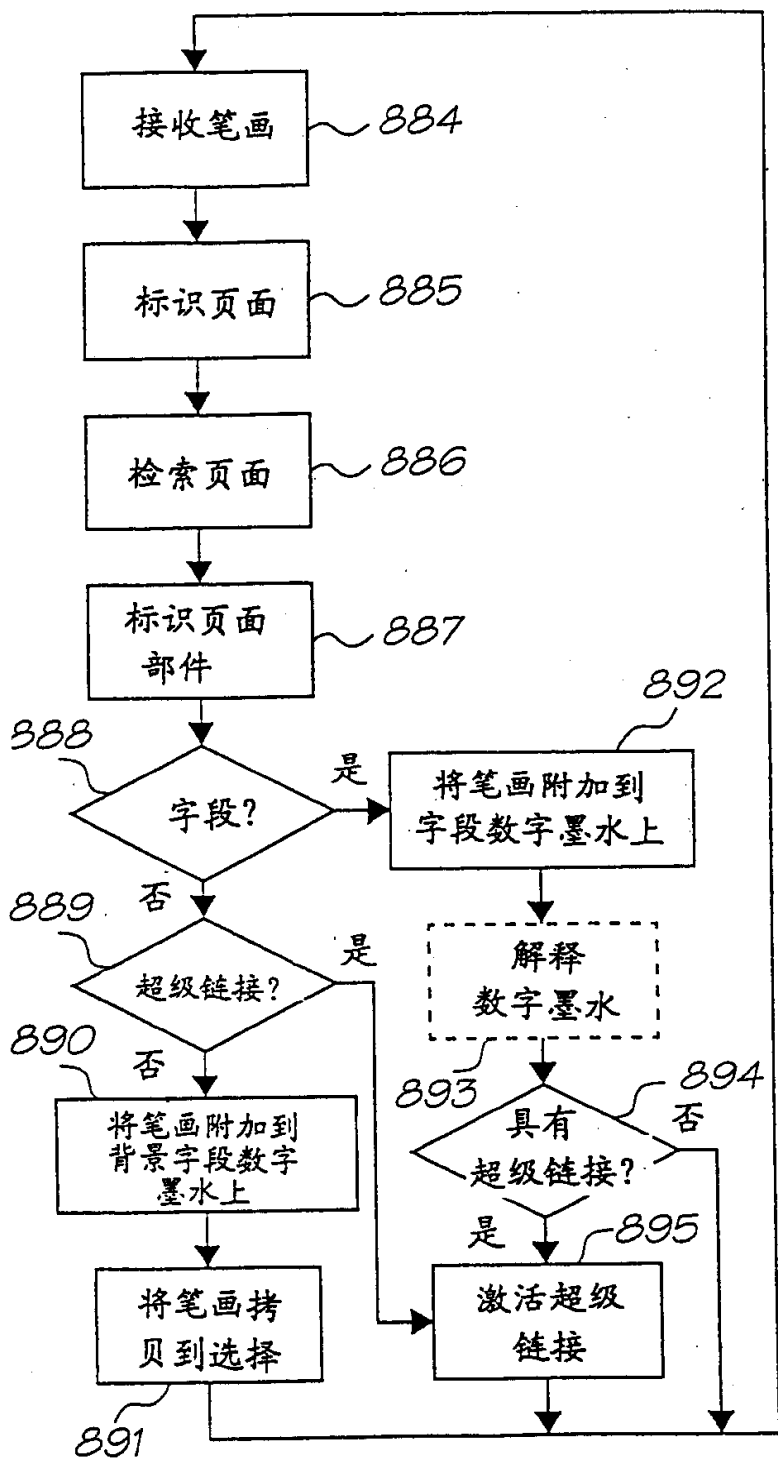 接收笔画
884
标识页面
885
检索页面
886
标识页面
部件
887
888
字段?
是
892
将笔画附加到
字段数字墨水上
否
889
超级链接?
是
解释
数字墨水
893
890
否
将笔画附加到
背景字段数字
墨水上
894
具有
超级链接?
否
是
895
将笔画拷
贝到选择
891
激活超级
链接